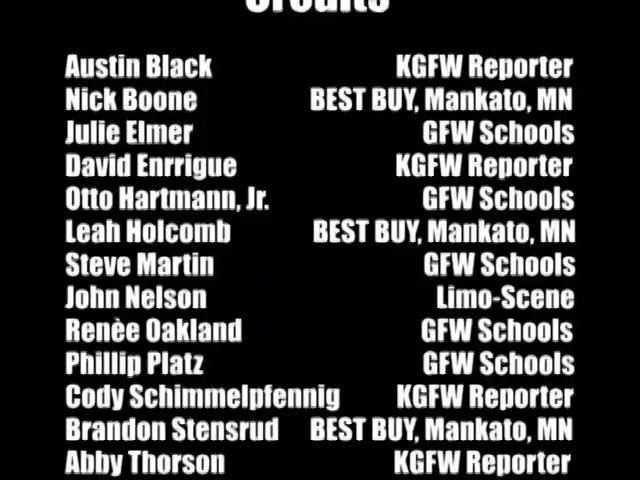 Credits
Austin Black KGFW Reporter
Nick Boone BEST BUY, Mankato, MN
Julie Elmer GFW Schools
David Enrrigue KGFW Reporter
Otto Hartmann, Jr. GFW Schools
Leah Holcomb BEST BUY, Mankato, MN
Steve Martin GFW Schools
John Nelson Limo-Scene
Renèe Oakland GFW Schools
Phillip Platz GFW Schools
Cody Schimmelpfennig KGFW Reporter
Brandon Stensrud BEST BUY, Mankato, MN
Abby Thorson KGFW Reporter